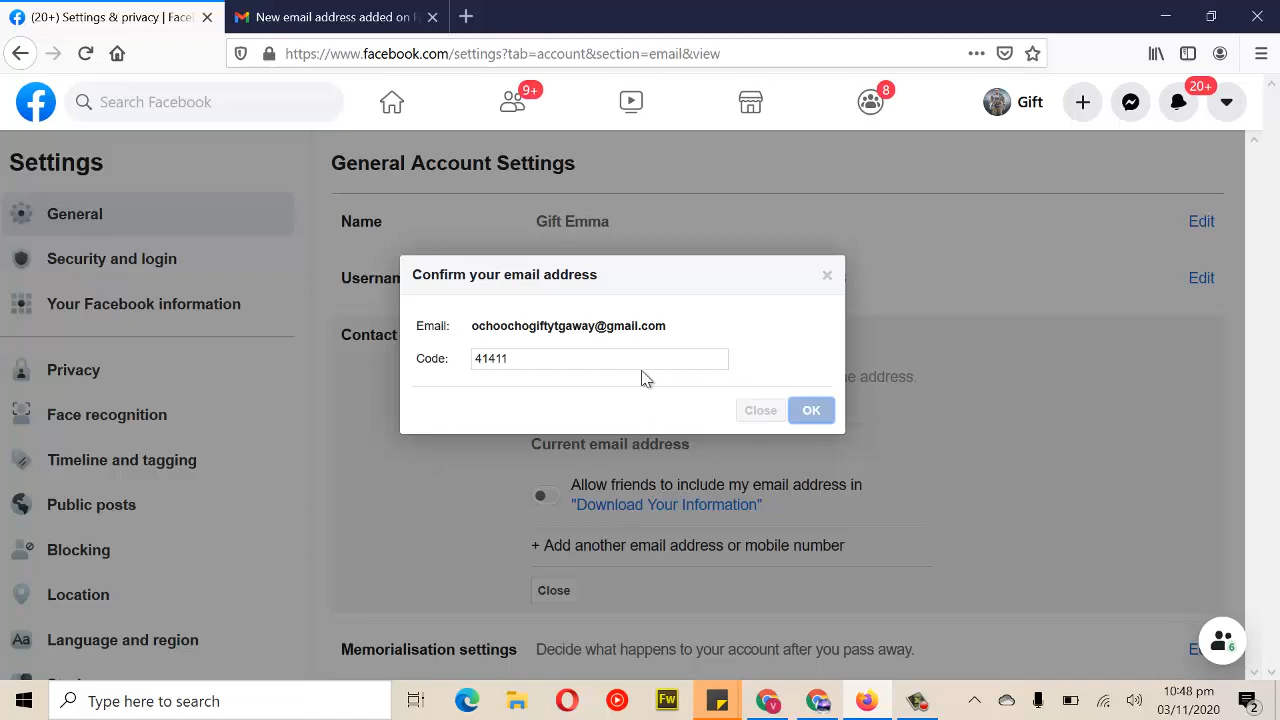 (20+) Settings & privacy | Fac
New email address added on F
https://www.facebook.com/settings?tab=account&section=email&view
Search Facebook
9+
8
Gift
20+
Settings
General Account Settings
General
Name
Gift Emma
Edit
Security and login
Usernam
Edit
Confirm your email address
Your Facebook information
Email: ochoochogiftytgaway@gmail.com
Contact
Code: 41411
Privacy
ne address.
Close
OK
Face recognition
Current email address
Timeline and tagging
Allow friends to include my email address in
"Download Your Information"
Public posts
+ Add another email address or mobile number
Blocking
Close
Location
Aa
Language and region
Memorialisation settings
Decide what happens to your account after you pass away.
6
Type here to search
Fw
V
10:48 pm
03/11/2020
2